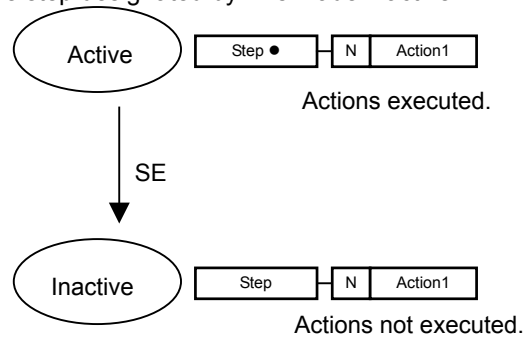 Active Step ● N Action1
Actions executed.
SE
Inactive Step N Action1
Actions not executed.